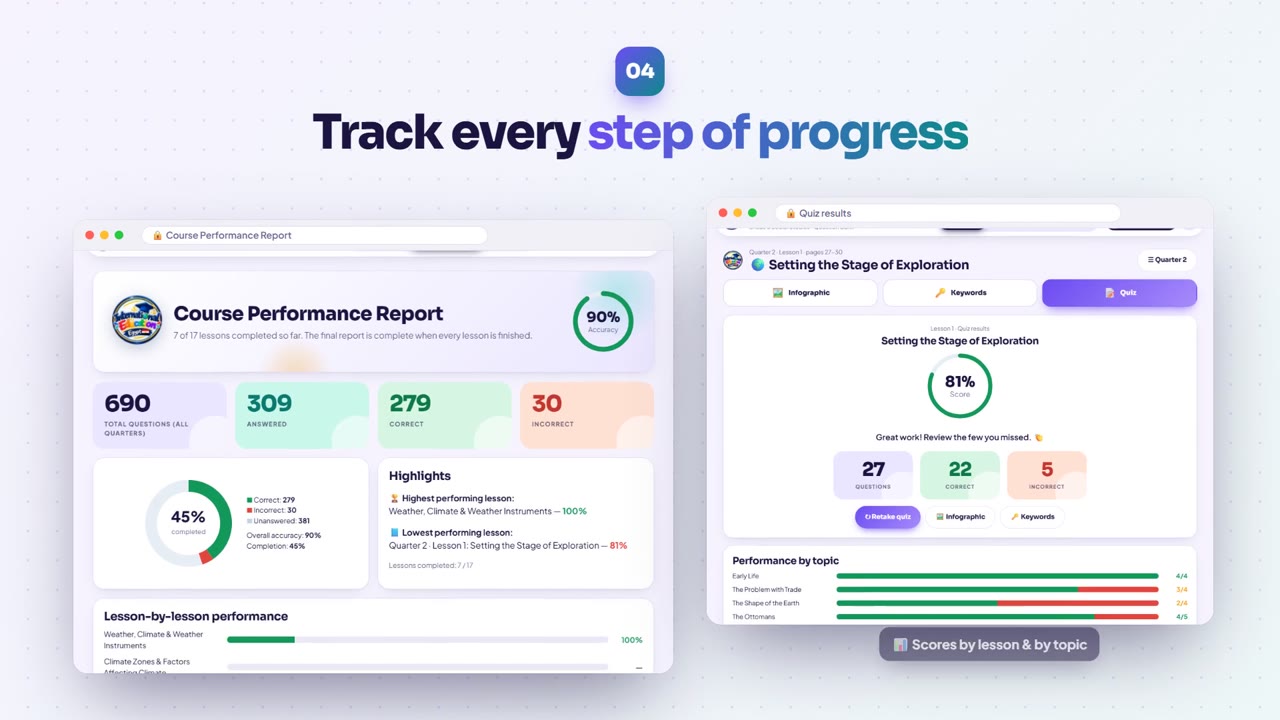 04
Track every step of progress
Course Performance Report
Course Performance Report
7 of 17 lessons completed so far. The final report is complete when every lesson is finished.
90%
Accuracy
690
TOTAL QUESTIONS (ALL
QUARTERS)
309
ANSWERED
279
CORRECT
30
INCORRECT
45%
completed
Correct: 279
Incorrect: 30
Unanswered: 381
Overall accuracy: 90%
Completion: 45%
Highlights
Highest performing lesson:
Weather, Climate & Weather Instruments — 100%
Lowest performing lesson:
Quarter 2 · Lesson 1: Setting the Stage of Exploration — 81%
Lessons completed: 7 / 17
Lesson-by-lesson performance
Weather, Climate & Weather
Instruments
100%
Climate Zones & Factors
Affecting Climate
—
Quiz results
Quarter 2 · Lesson 1 · pages 27-30
Setting the Stage of Exploration
☰ Quarter 2
Infographic
Keywords
Quiz
Lesson 1 · Quiz results
Setting the Stage of Exploration
81%
Score
Great work! Review the few you missed.
27
QUESTIONS
22
CORRECT
5
INCORRECT
↻ Retake quiz
Infographic
Keywords
Performance by topic
Early Life 4/4
The Problem with Trade 3/4
The Shape of the Earth 2/4
The Ottomans 4/5
Scores by lesson & by topic